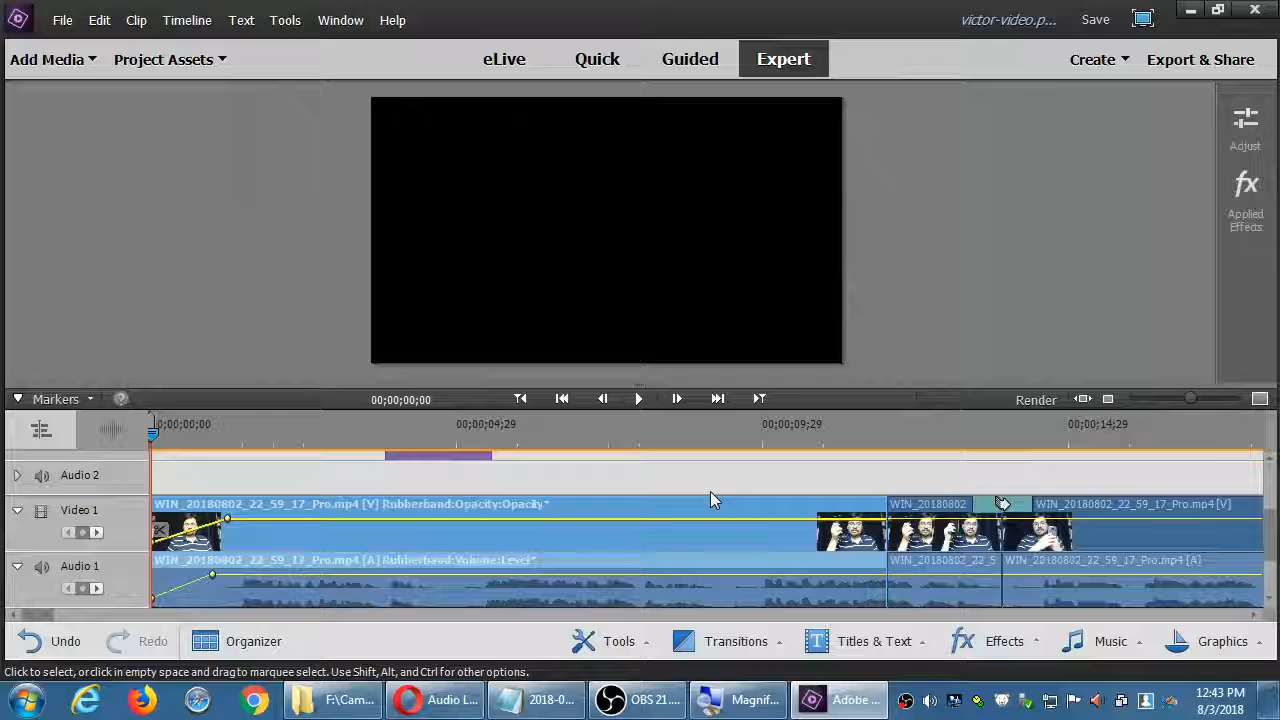 File Edit Clip Timeline Text Tools Window Help victor-video.p... Save
Add Media Project Assets eLive Quick Guided Expert Create Export & Share
Adjust
fx
Applied
Effects
Markers ? 00;00;00;00 Render
0;00;00;00 00;00;04;29 00;00;09;29 00;00;14;29
Audio 2
WIN_20180802_22_59_17_Pro.mp4 [V] Rubberband:Opacity:Opacity* WIN_20180802 WIN_20180802_22_59_17_Pro.mp4 [V]
Video 1
WIN_20180802_22_59_17_Pro.mp4 [A] Rubberband:Volume:Level* WIN_20180802_22_5 WIN_20180802_22_59_17_Pro.mp4 [A]
Audio 1
Undo Redo Organizer Tools Transitions T Titles & Text fx Effects Music Graphics
Click to select, or click in empty space and drag to marquee select. Use Shift, Alt, and Ctrl for other options.
F:\Cam... Audio L... 2018-0... OBS 21.... Magnif... Adobe ... 12:43 PM
8/3/2018